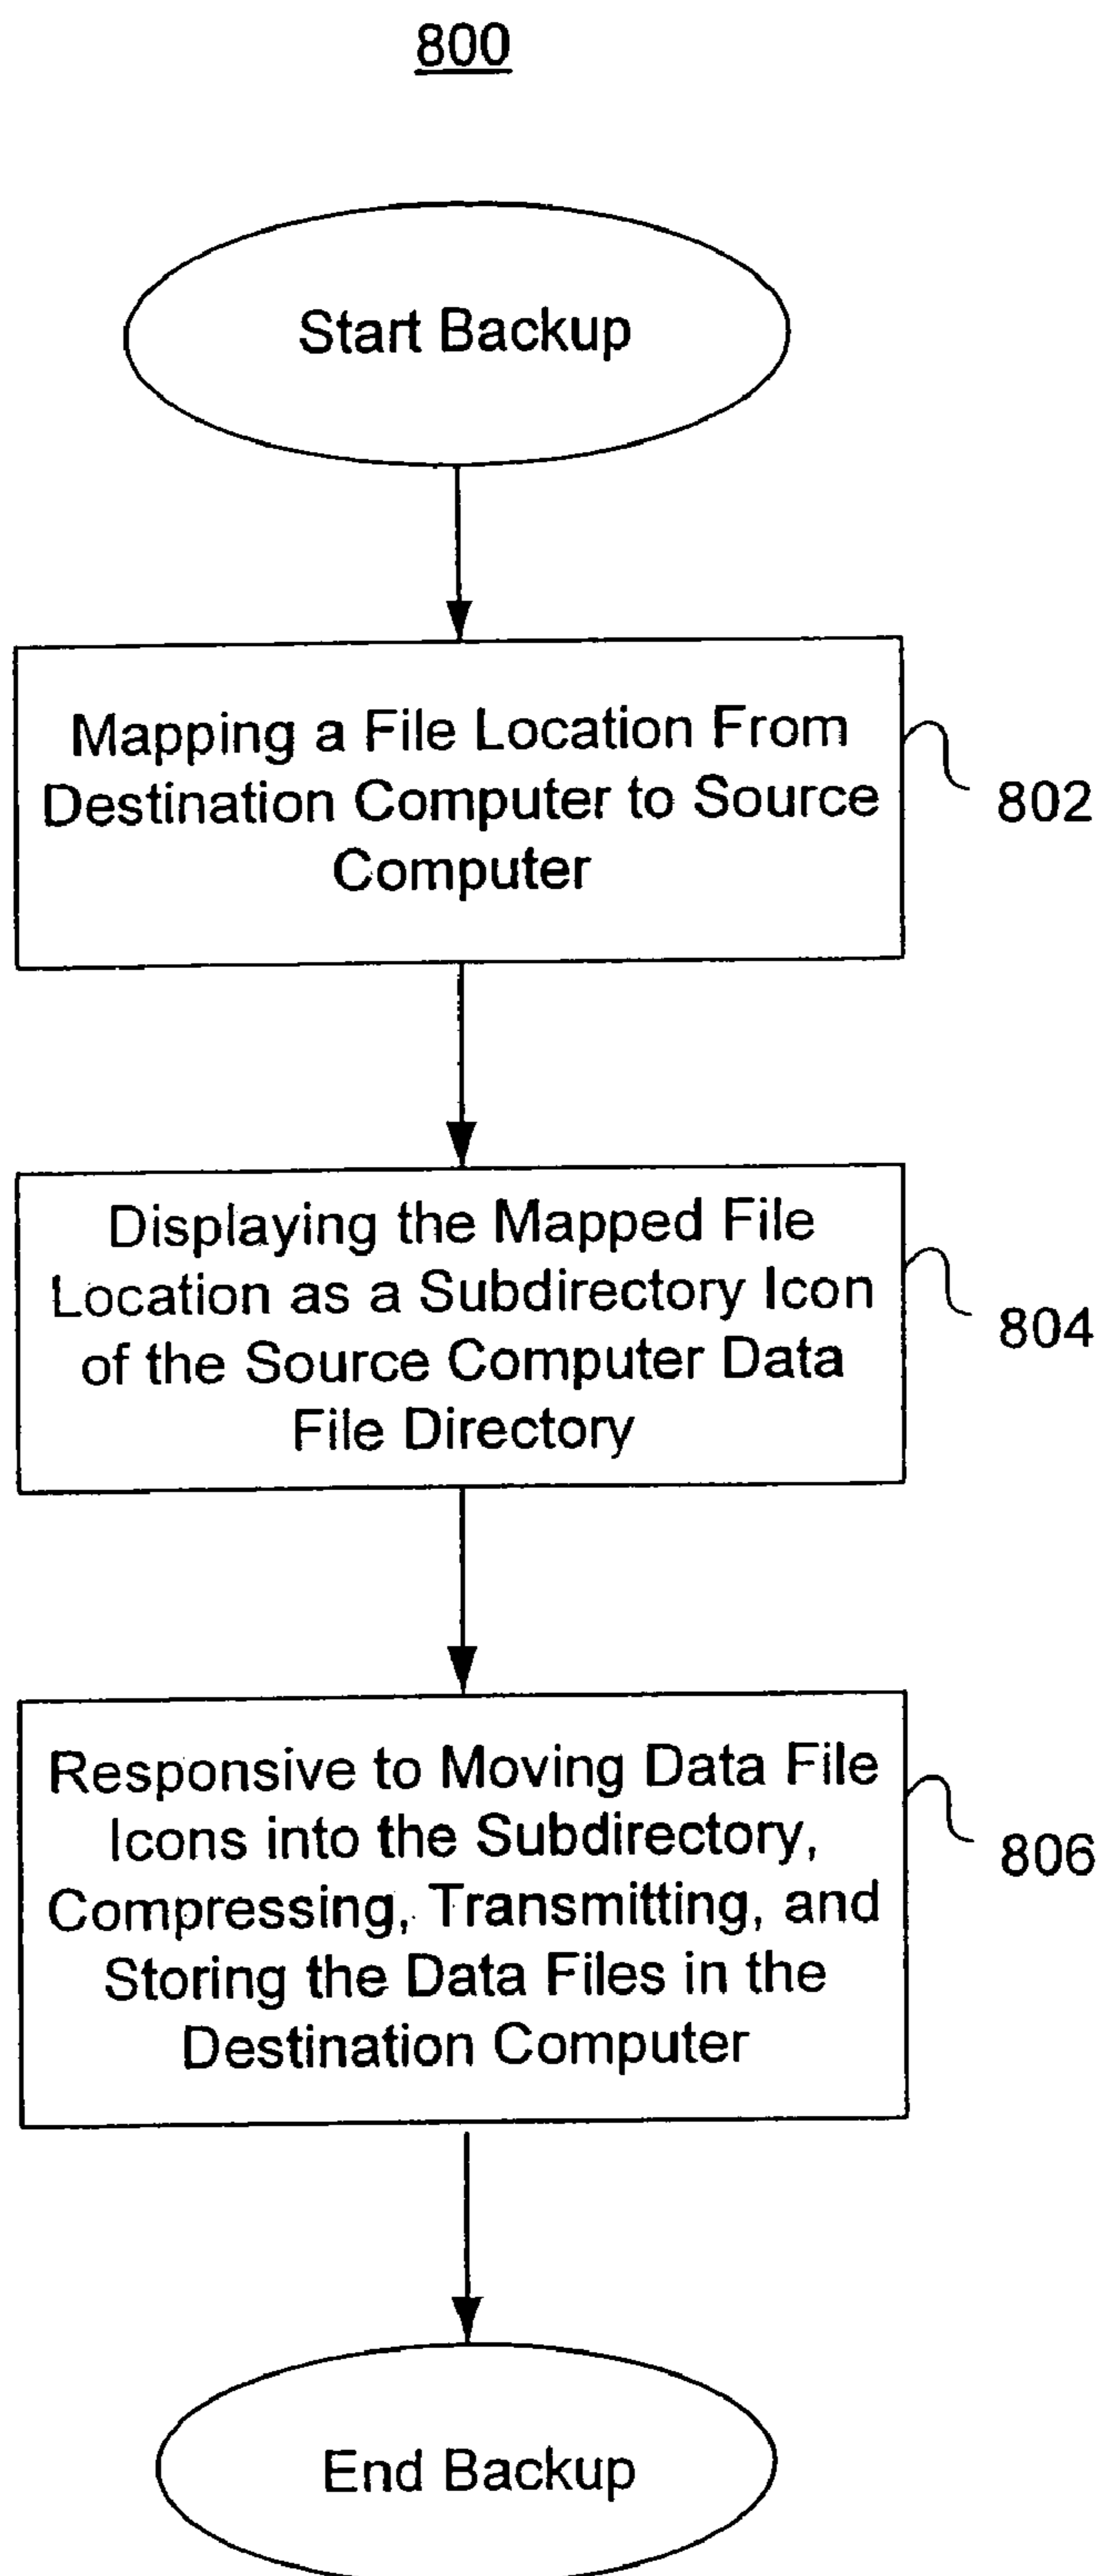 800
Start Backup
Mapping a File Location From
Destination Computer to Source
Computer
802
Displaying the Mapped File
Location as a Subdirectory Icon
of the Source Computer Data
File Directory
804
Responsive to Moving Data File
Icons into the Subdirectory,
Compressing, Transmitting, and
Storing the Data Files in the
Destination Computer
806
End Backup